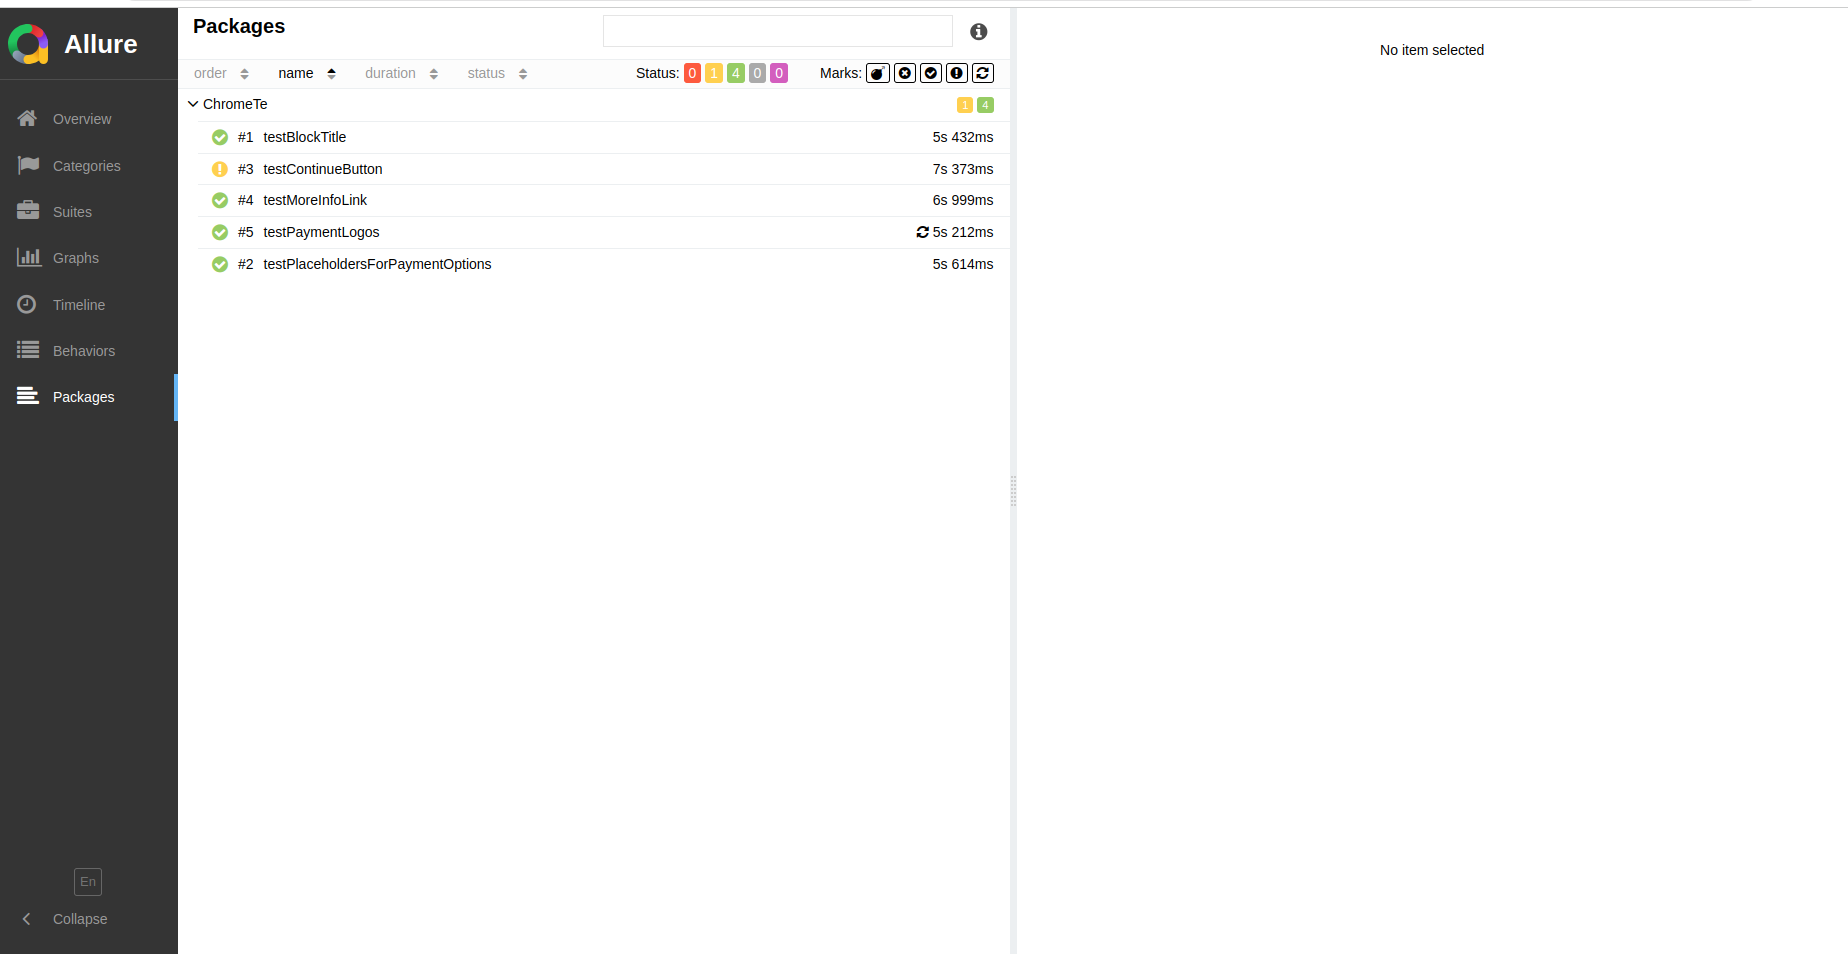 Allure
Overview
Categories
Suites
Graphs
Timeline
Behaviors
Packages
En
Collapse
Packages
order name duration status Status: 0 1 4 0 0 Marks:
ChromeTe 1 4
#1 testBlockTitle 5s 432ms
#3 testContinueButton 7s 373ms
#4 testMoreInfoLink 6s 999ms
#5 testPaymentLogos 5s 212ms
#2 testPlaceholdersForPaymentOptions 5s 614ms
No item selected